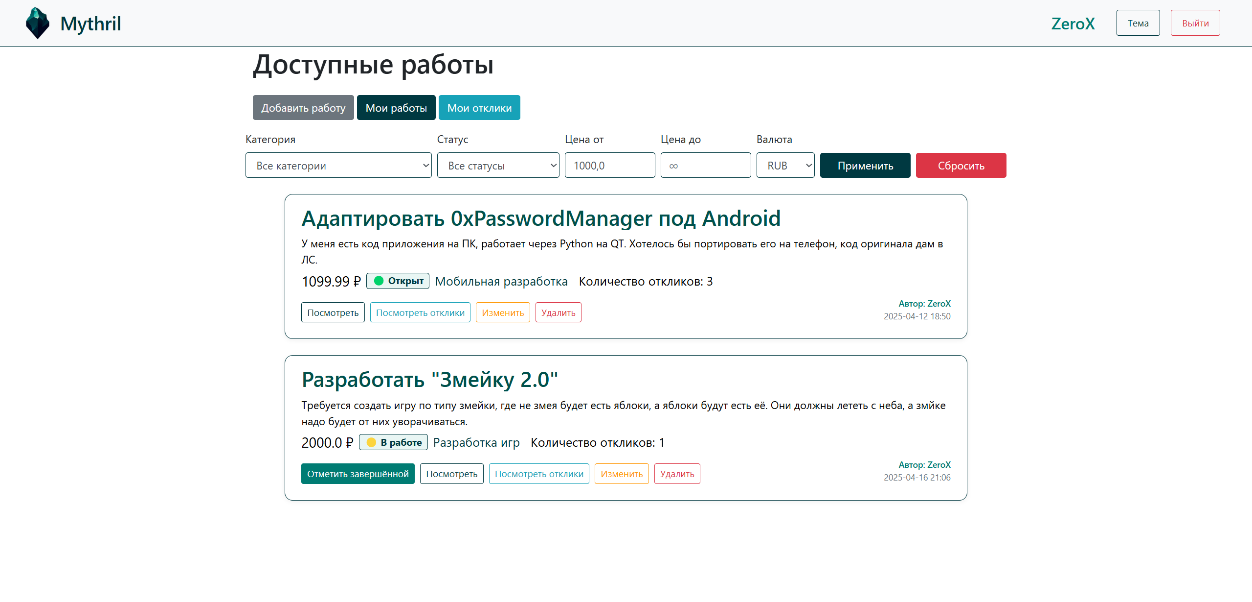 Mythril
ZeroX
Тема
Выйти
Доступные работы
Добавить работу
Мои работы
Мои отклики
Категория
Статус
Цена от
Цена до
Валюта
Все категории
Все статусы
1000,0
∞
RUB
Применить
Сбросить
Адаптировать 0xPasswordManager под Android
У меня есть код приложения на ПК, работает через Python на QT. Хотелось бы портировать его на телефон, код оригинала дам в
ЛС.
1099.99 ₽ Открыт Мобильная разработка Количество откликов: 3
Посмотреть
Посмотреть отклики
Изменить
Удалить
Автор: ZeroX
2025-04-12 18:50
Разработать "Змейку 2.0"
Требуется создать игру по типу змейки, где не змея будет есть яблоки, а яблоки будут есть её. Они должны лететь с неба, а змйке
надо будет от них уворачиваться.
2000.0 ₽ В работе Разработка игр Количество откликов: 1
Отметить завершённой
Посмотреть
Посмотреть отклики
Изменить
Удалить
Автор: ZeroX
2025-04-16 21:06